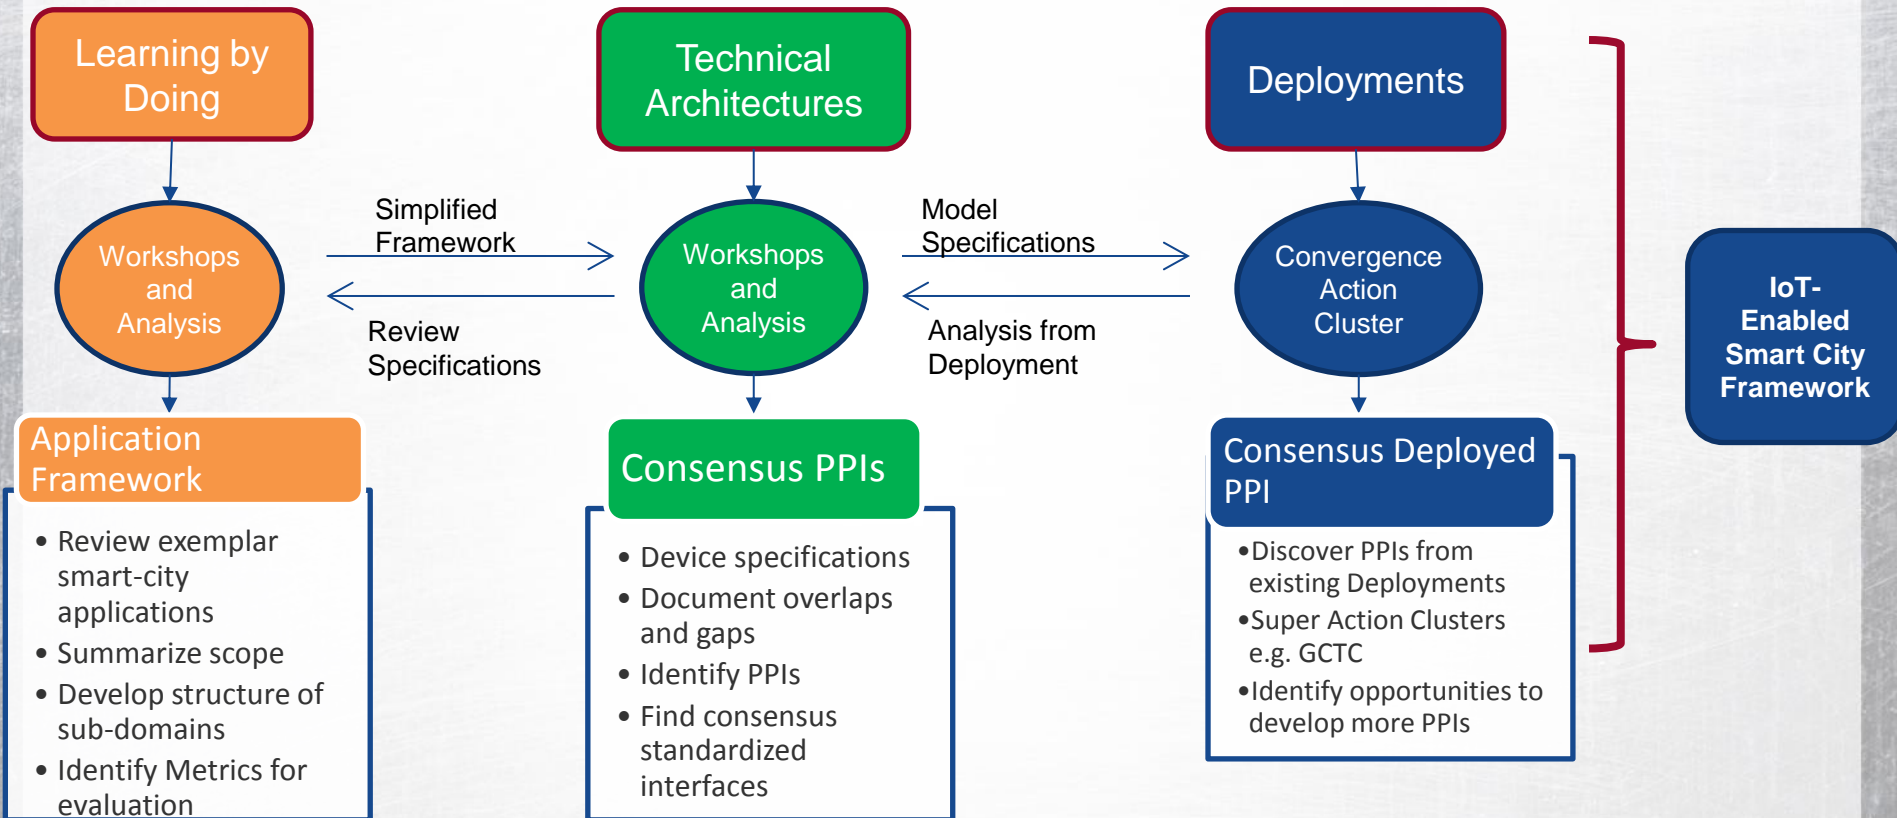 Learning by
Doing
Technical
Architectures
Deployments
Workshops
and
Analysis
Simplified
Framework
Review
Specifications
Workshops
and
Analysis
Model
Specifications
Analysis from
Deployment
Convergence
Action
Cluster
IoT-
Enabled
Smart City
Framework
Application
Framework
• Review exemplar
smart-city
applications
• Summarize scope
• Develop structure of
sub-domains
• Identify Metrics for
evaluation
Consensus PPIs
• Device specifications
• Document overlaps
and gaps
• Identify PPIs
• Find consensus
standardized
interfaces
Consensus Deployed
PPI
•Discover PPIs from
existing Deployments
•Super Action Clusters
e.g. GCTC
•Identify opportunities to
develop more PPIs